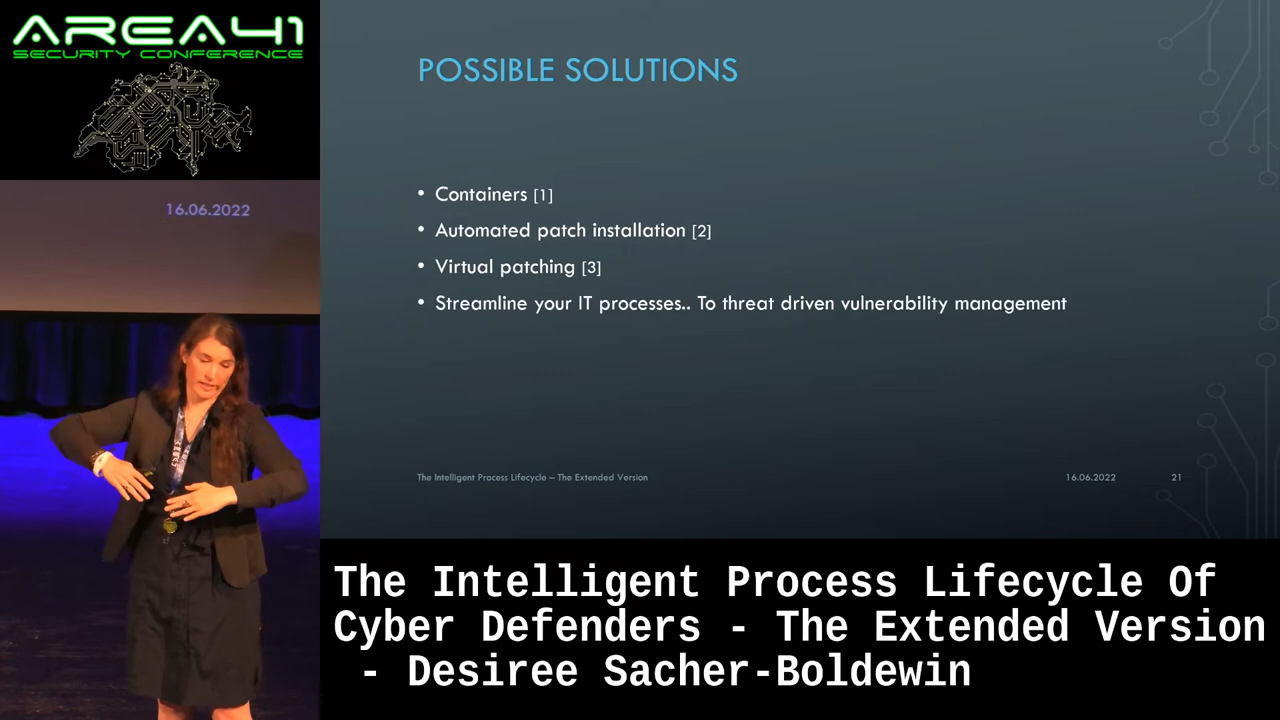 AREA41
SECURITY CONFERENCE
16.06.2022
POSSIBLE SOLUTIONS
• Containers [1]
• Automated patch installation [2]
• Virtual patching [3]
• Streamline your IT processes.. To threat driven vulnerability management
The Intelligent Process Lifecycle – The Extended Version
16.06.2022
21
The Intelligent Process Lifecycle Of
Cyber Defenders - The Extended Version
- Desiree Sacher-Boldewin